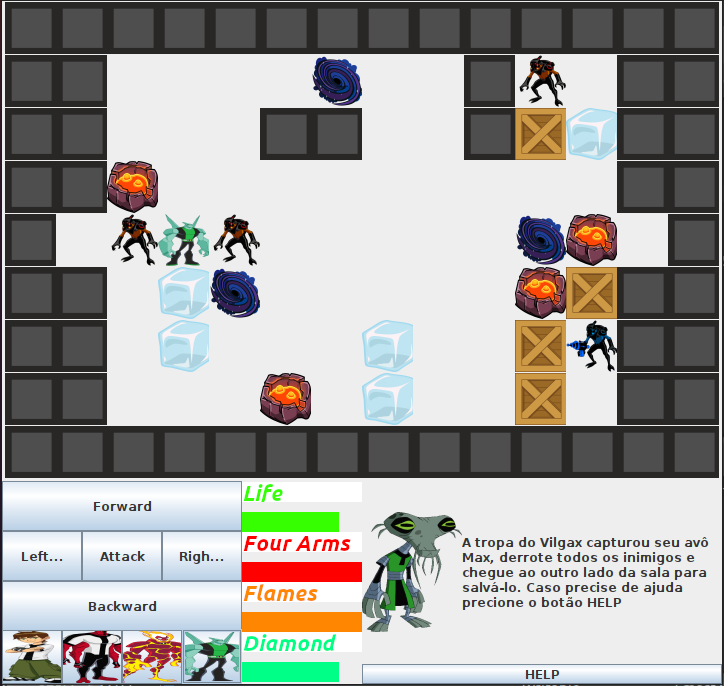 Forward
Left...
Attack
Righ...
Backward
Life
Four Arms
Flames
Diamond
A tropa do Vilgax capturou seu avô
Max, derrote todos os inimigos e
chegue ao outro lado da sala para
salvá-lo. Caso precise de ajuda
precione o botão HELP
HELP